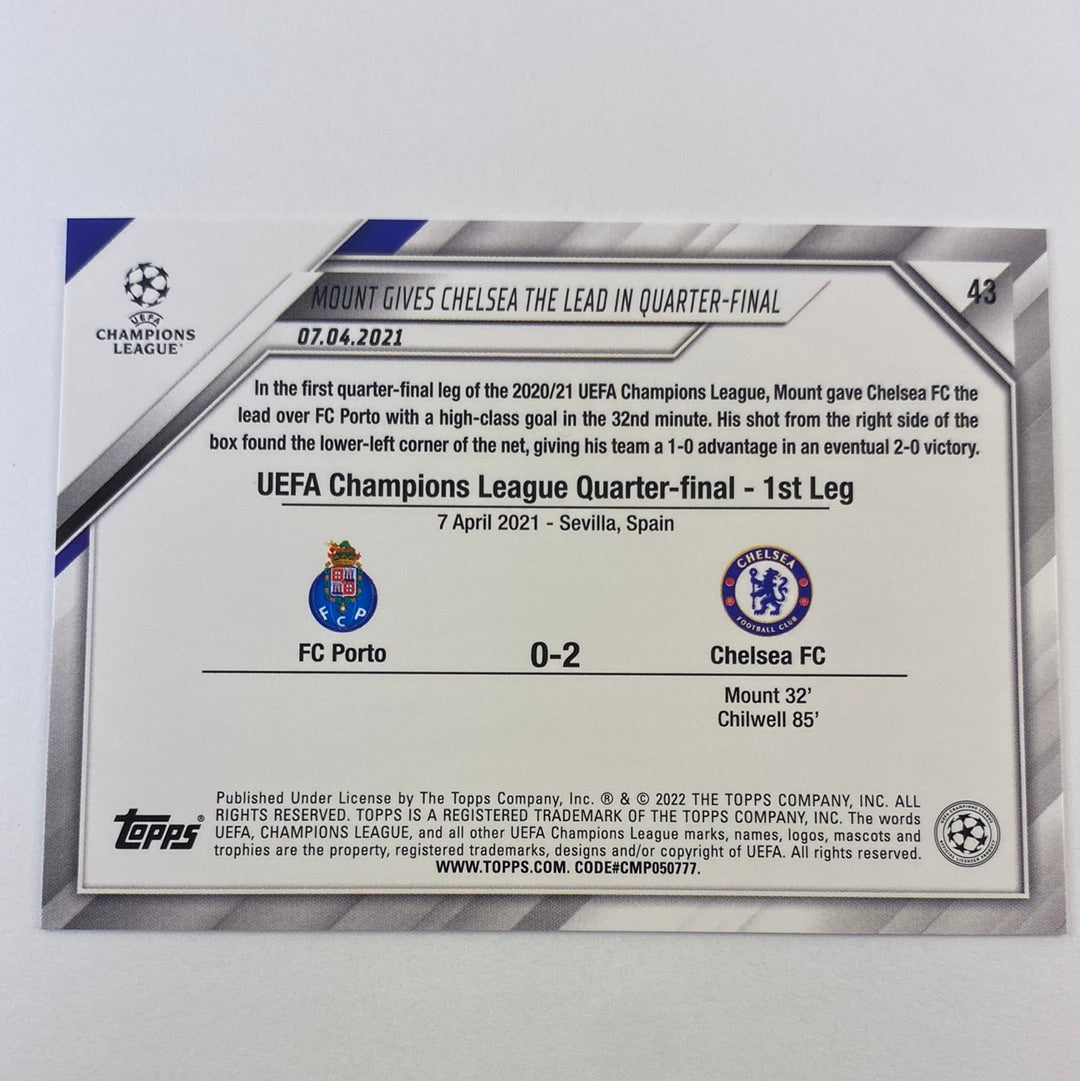 UEFA
CHAMPIONS
LEAGUE
MOUNT GIVES CHELSEA THE LEAD IN QUARTER-FINAL
43
07.04.2021
In the first quarter-final leg of the 2020/21 UEFA Champions League, Mount gave Chelsea FC the
lead over FC Porto with a high-class goal in the 32nd minute. His shot from the right side of the
box found the lower-left corner of the net, giving his team a 1-0 advantage in an eventual 2-0 victory.
UEFA Champions League Quarter-final - 1st Leg
7 April 2021 - Sevilla, Spain
F C P
CHELSEA
FOOTBALL CLUB
FC Porto
0-2
Chelsea FC
Mount 32’
Chilwell 85’
topps®
Published Under License by The Topps Company, Inc. ® & © 2022 THE TOPPS COMPANY, INC. ALL
RIGHTS RESERVED. TOPPS IS A REGISTERED TRADEMARK OF THE TOPPS COMPANY, INC. The words
UEFA, CHAMPIONS LEAGUE, and all other UEFA Champions League marks, names, logos, mascots and
trophies are the property, registered trademarks, designs and/or copyright of UEFA. All rights reserved.
WWW.TOPPS.COM. CODE#CMP050777.